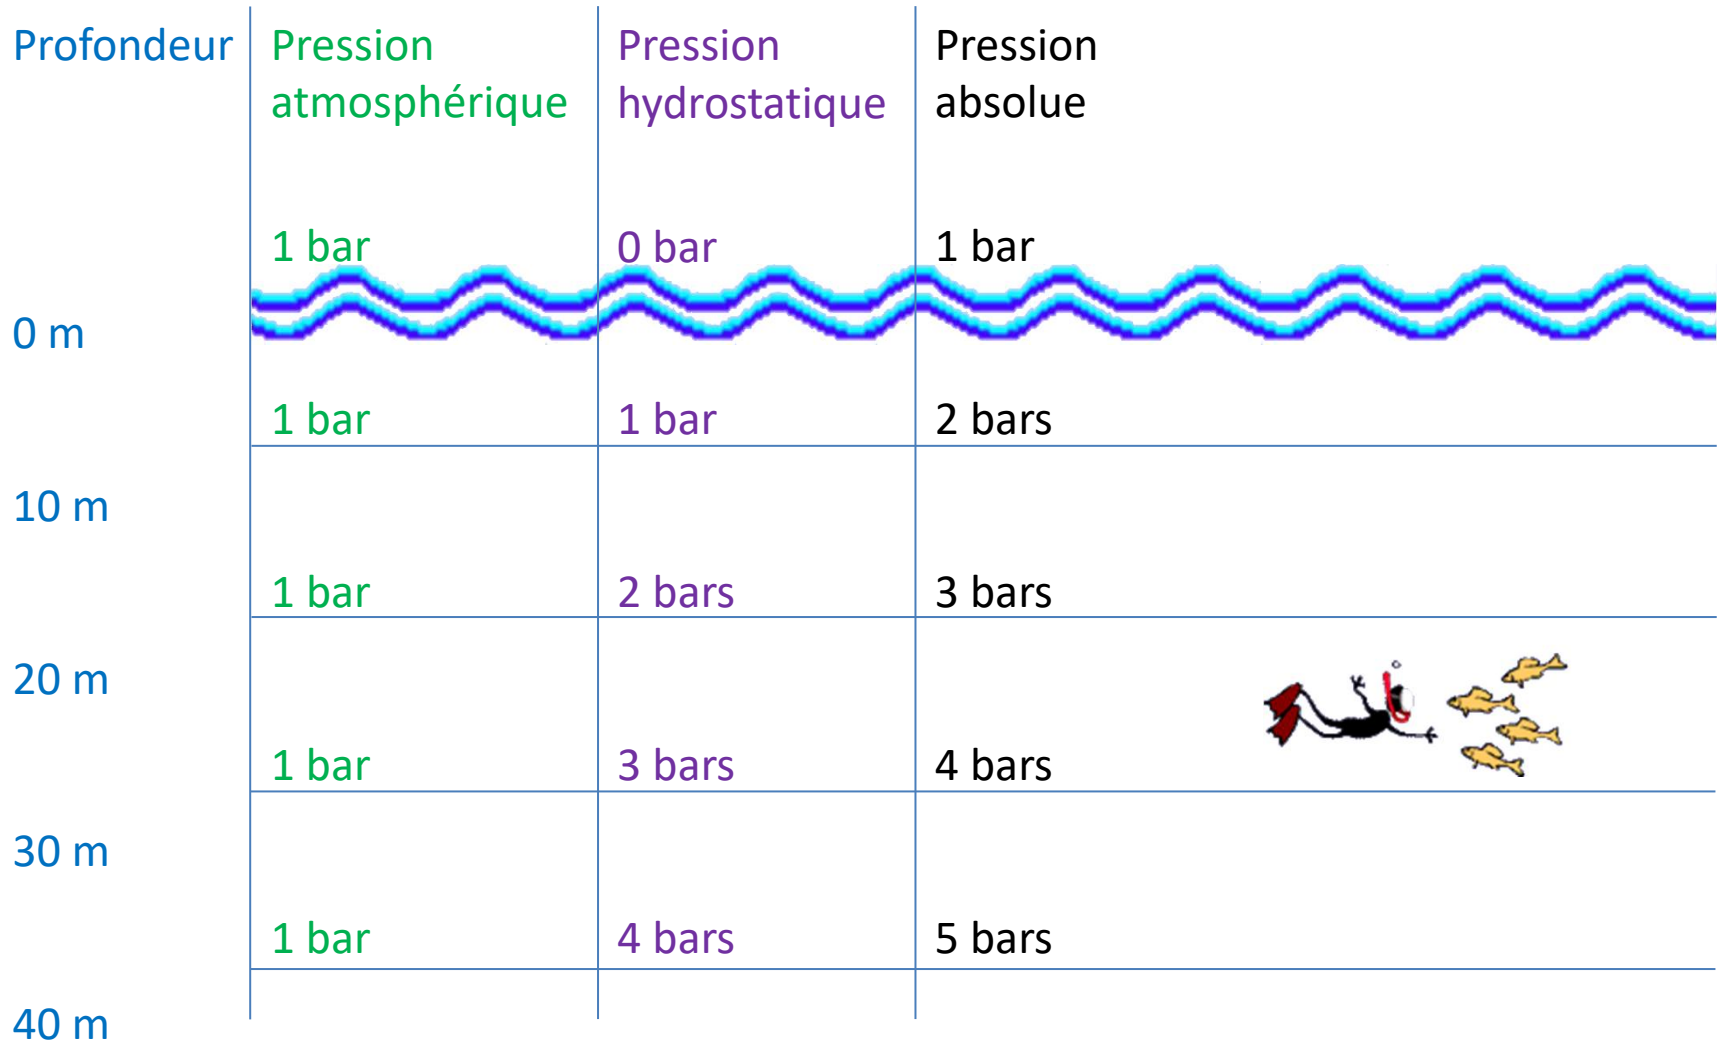 Profondeur
Pression
atmosphérique
Pression
hydrostatique
Pression
absolue
1 bar
0 bar
1 bar
0 m
1 bar
1 bar
2 bars
10 m
1 bar
2 bars
3 bars
20 m
1 bar
3 bars
4 bars
30 m
1 bar
4 bars
5 bars
40 m